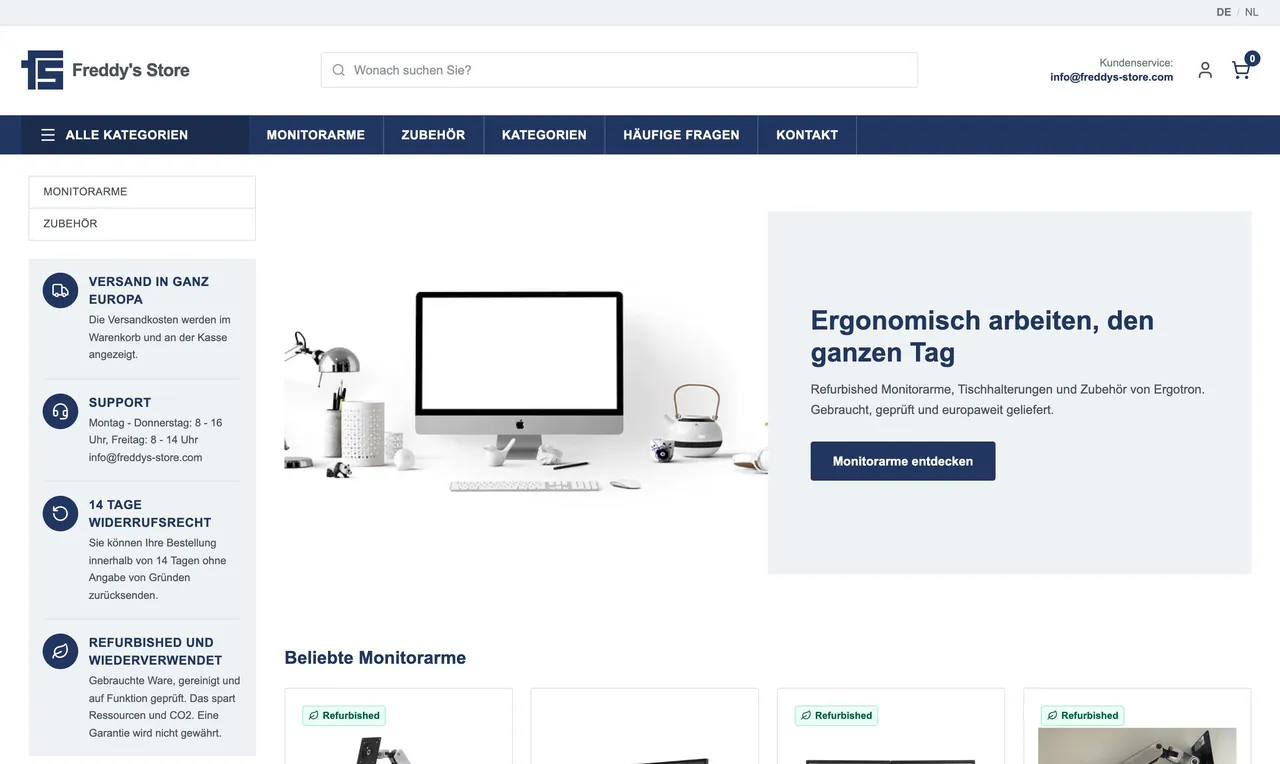 DE / NL
Freddy's Store
Wonach suchen Sie?
Kundenservice:
info@freddys-store.com
0
ALLE KATEGORIEN
MONITORARME
ZUBEHÖR
KATEGORIEN
HÄUFIGE FRAGEN
KONTAKT
MONITORARME
ZUBEHÖR
VERSAND IN GANZ
EUROPA
Die Versandkosten werden im
Warenkorb und an der Kasse
angezeigt.
SUPPORT
Montag - Donnerstag: 8 - 16
Uhr, Freitag: 8 - 14 Uhr
info@freddys-store.com
14 TAGE
WIDERRUFSRECHT
Sie können Ihre Bestellung
innerhalb von 14 Tagen ohne
Angabe von Gründen
zurücksenden.
REFURBISHED UND
WIEDERVERWENDET
Gebrauchte Ware, gereinigt und
auf Funktion geprüft. Das spart
Ressourcen und CO2. Eine
Garantie wird nicht gewährt.
Ergonomisch arbeiten, den
ganzen Tag
Refurbished Monitorarme, Tischhalterungen und Zubehör von Ergotron.
Gebraucht, geprüft und europaweit geliefert.
Monitorarme entdecken
Beliebte Monitorarme
Refurbished
Refurbished
Refurbished